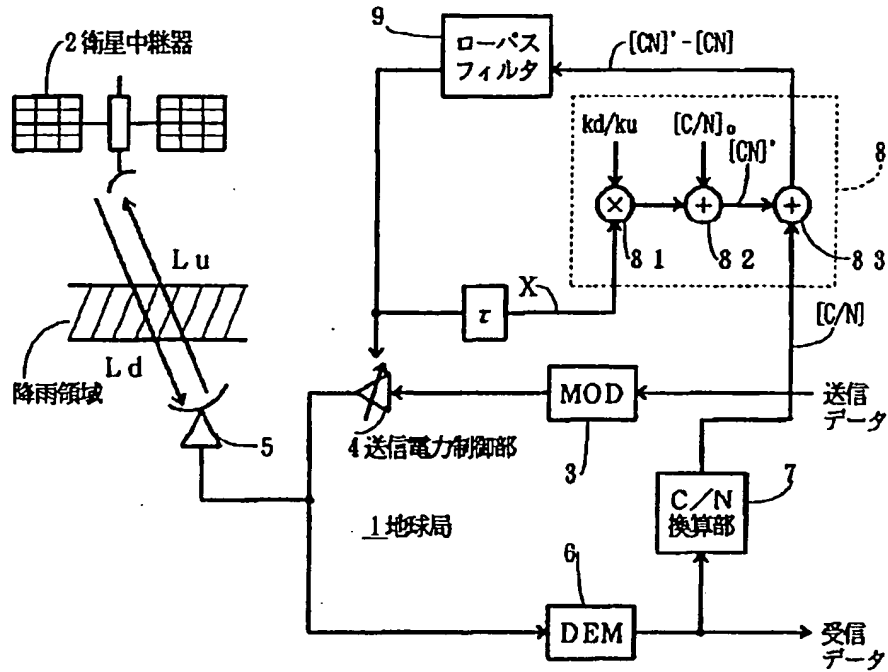 9
ローパス
フィルタ
[CN]'-[CN]
2 衛星中継器
kd/ku
[C/N]₀
[CN]'
8
×
+
+
81
82
83
Lu
Ld
降雨領域
τ
X
[C/N]
5
4 送信電力制御部
MOD
3
送信
データ
C/N
換算部
7
1 地球局
6
DEM
受信
データ